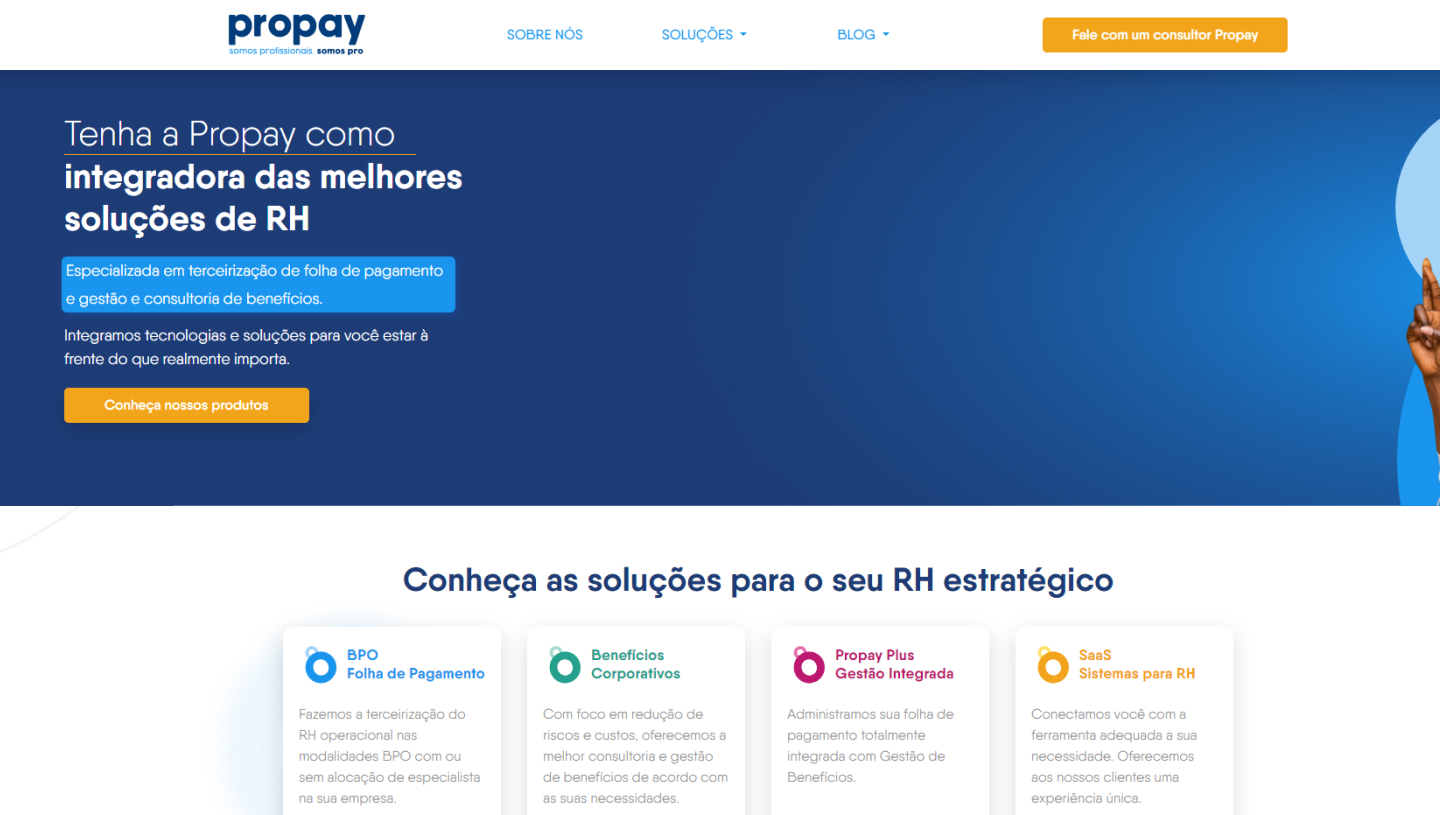 propay
somos profissionais. somos pro
SOBRE NÓS
SOLUÇÕES
BLOG
Fale com um consultor Propay
Tenha a Propay como
integradora das melhores
soluções de RH
Especializada em terceirização de folha de pagamento
e gestão e consultoria de benefícios.
Integramos tecnologias e soluções para você estar à
frente do que realmente importa.
Conheça nossos produtos
Conheça as soluções para o seu RH estratégico
BPO
Folha de Pagamento
Fazemos a terceirização do
RH operacional nas
modalidades BPO com ou
sem alocação de especialista
na sua empresa.
Benefícios
Corporativos
Com foco em redução de
riscos e custos, oferecemos a
melhor consultoria e gestão
de benefícios de acordo com
as suas necessidades.
Propay Plus
Gestão Integrada
Administramos sua folha de
pagamento totalmente
integrada com Gestão de
Benefícios.
SaaS
Sistemas para RH
Conectamos você com a
ferramenta adequada a sua
necessidade. Oferecemos
aos nossos clientes uma
experiência única.